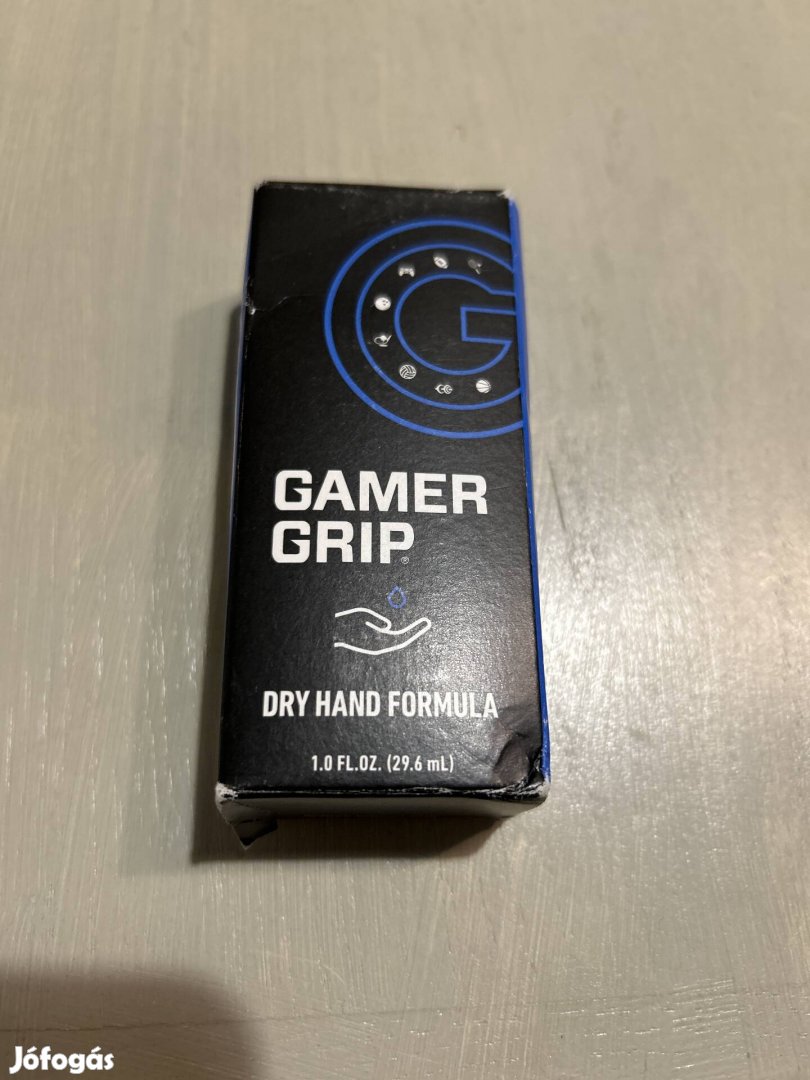 G
GAMER
GRIP®
DRY HAND FORMULA
1.0 FL.OZ. (29.6 mL)
Jófogás